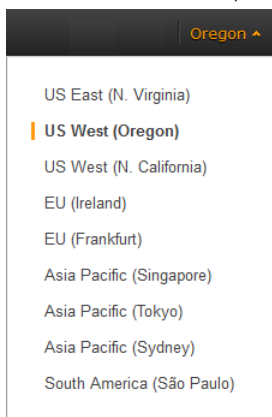 Oregon
US East (N. Virginia)
US West (Oregon)
US West (N. California)
EU (Ireland)
EU (Frankfurt)
Asia Pacific (Singapore)
Asia Pacific (Tokyo)
Asia Pacific (Sydney)
South America (São Paulo)